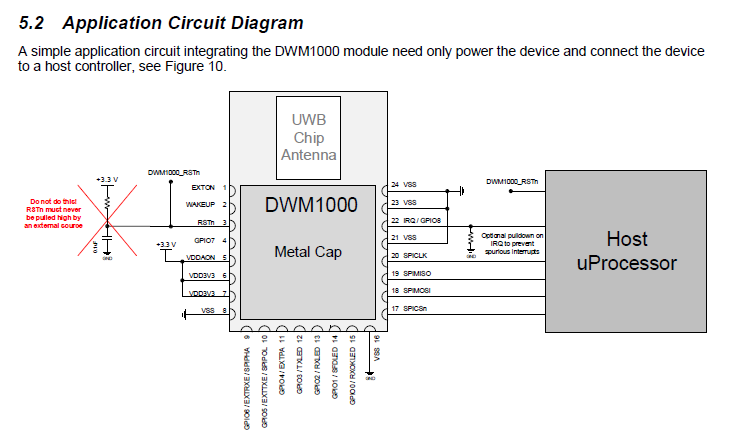 5.2 Application Circuit Diagram
A simple application circuit integrating the DWM1000 module need only power the device and connect the device
to a host controller, see Figure 10.
UWB
Chip
Antenna
DWM1000
Metal Cap
+3.3 V
Do not do this!
RSTn must never
be pulled high by
an external source
0.1uF
GND
DWM1000_RSTn
EXTON 1
WAKEUP 2
RSTn 3
GPIO7 4
+3.3 V
VDDAON 5
VDD3V3 6
VDD3V3 7
VSS 8
GPIO6 / EXTRXE / SPIPHA 9
GPIO5 / EXTTXE / SPIPOL 10
GPIO4 / EXTPA 11
GPIO3 / TXLED 12
GPIO2 / RXLED 13
GPIO1 / SFDLED 14
GPIO0 / RXOKLED 15
VSS 16
GND
24 VSS
23 VSS
22 IRQ / GPIO8
21 VSS
20 SPICLK
19 SPIMISO
18 SPIMOSI
17 SPICSn
DWM1000_RSTn
Optional pulldown on
IRQ to prevent
spurious interrupts
GND
Host
uProcessor